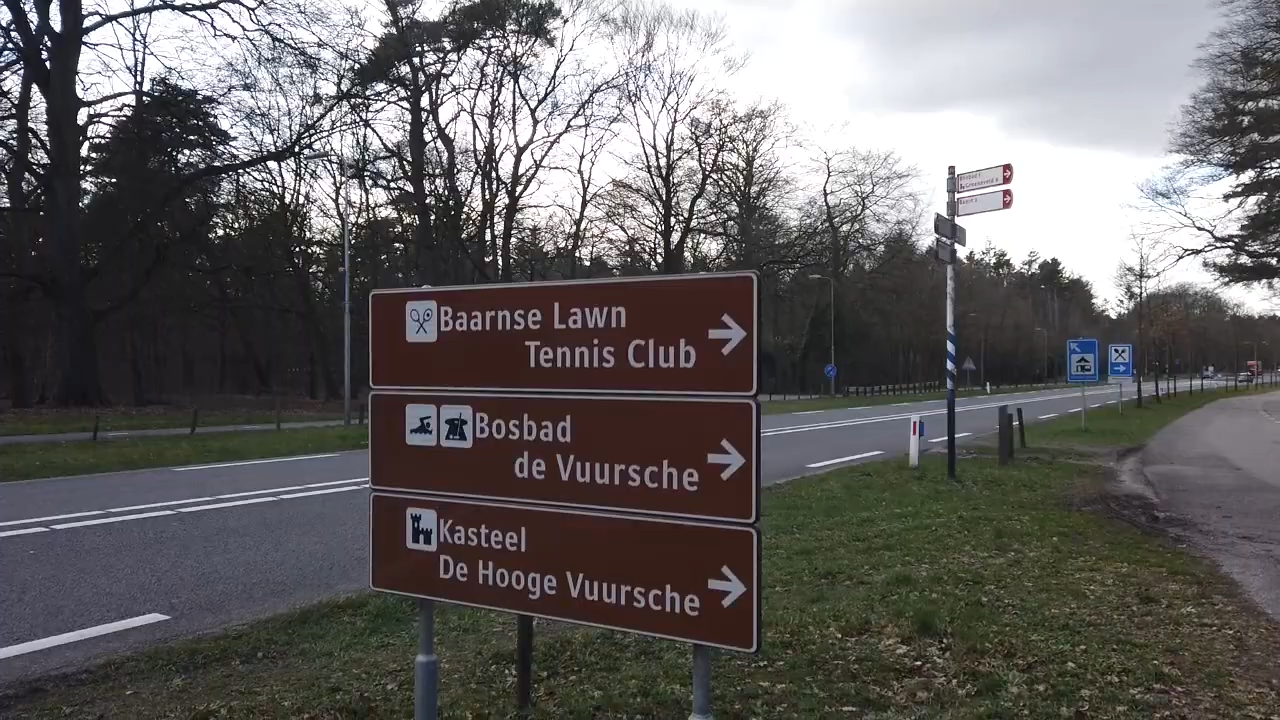 Baarnse Lawn
Tennis Club
Bosbad
de Vuursche
Kasteel
De Hooge Vuursche